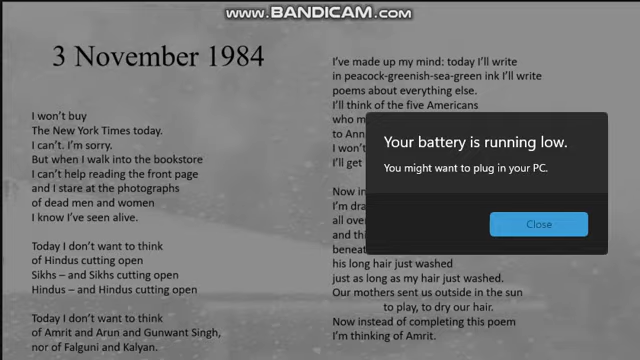 www.BANDICAM.com
3 November 1984
I won't buy
The New York Times today.
I can't. I'm sorry.
But when I walk into the bookstore
I can't help reading the front page
and I stare at the photographs
of dead men and women
I know I've seen alive.
Today I don't want to think
of Hindus cutting open
Sikhs – and Sikhs cutting open
Hindus – and Hindus cutting open
Today I don't want to think
of Amrit and Arun and Gunwant Singh,
nor of Falguni and Kalyan.
I've made up my mind: today I'll write
in peacock-greenish-sea-green ink I'll write
poems about everything else.
I'll think of the five Americans
who m
to Ann
I won't
I'll get
Now in
I'm dra
all over
and thi
beneat
his long hair just washed
just as long as my hair just washed.
Our mothers sent us outside in the sun
to play, to dry our hair.
Now instead of completing this poem
I'm thinking of Amrit.
Your battery is running low.
You might want to plug in your PC.
Close